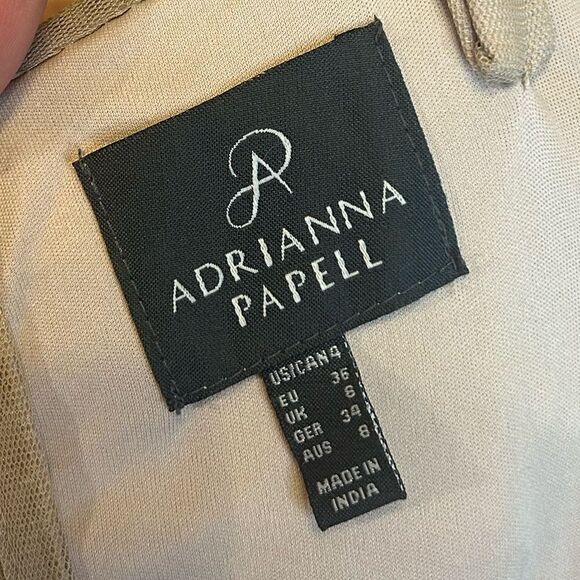 AP
ADRIANNA
PAPELL
US/CAN 4
EU 36
UK 8
GER 34
AUS 8
MADE IN
INDIA